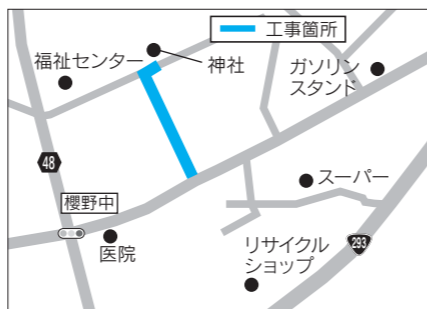 工事箇所
福祉センター
神社
ガソリン
スタンド
48
スーパー
櫻野中
医院
リサイクル
ショップ
293